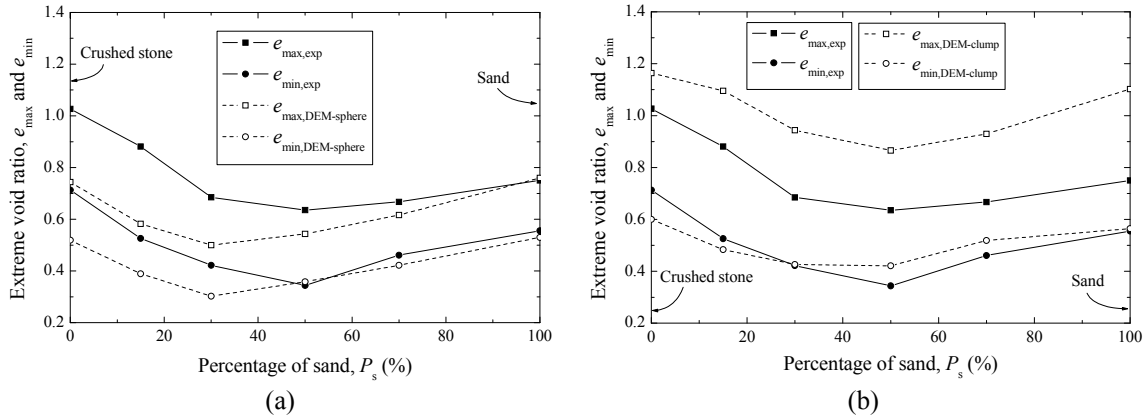 1.4
1.2
1.0
0.8
0.6
0.4
0.2
Extreme void ratio, e_max and e_min
Crushed stone
e_max,exp
e_min,exp
e_max,DEM-sphere
e_min,DEM-sphere
Sand
0 20 40 60 80 100
Percentage of sand, P_s (%)
(a)
1.4
1.2
1.0
0.8
0.6
0.4
0.2
Extreme void ratio, e_max and e_min
e_max,exp
e_min,exp
e_max,DEM-clump
e_min,DEM-clump
Crushed stone
Sand
0 20 40 60 80 100
Percentage of sand, P_s (%)
(b)